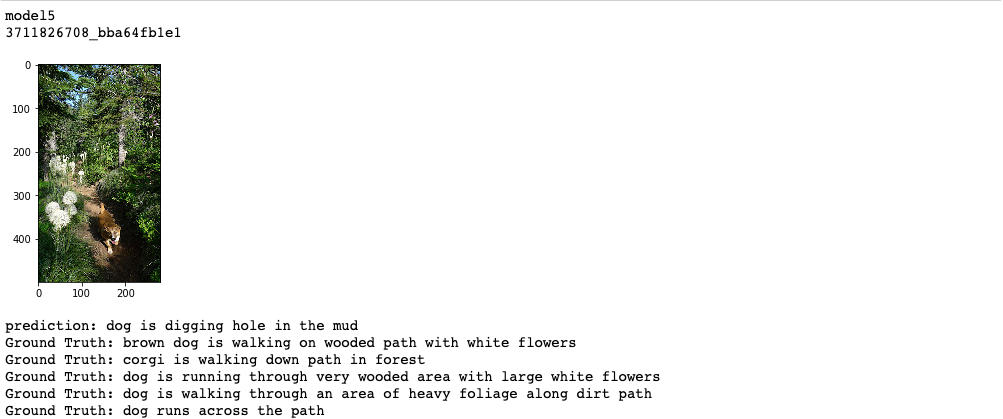 model5
3711826708_bba64fb1e1
0
100
200
300
400
0 100 200
prediction: dog is digging hole in the mud
Ground Truth: brown dog is walking on wooded path with white flowers
Ground Truth: corgi is walking down path in forest
Ground Truth: dog is running through very wooded area with large white flowers
Ground Truth: dog is walking through an area of heavy foliage along dirt path
Ground Truth: dog runs across the path